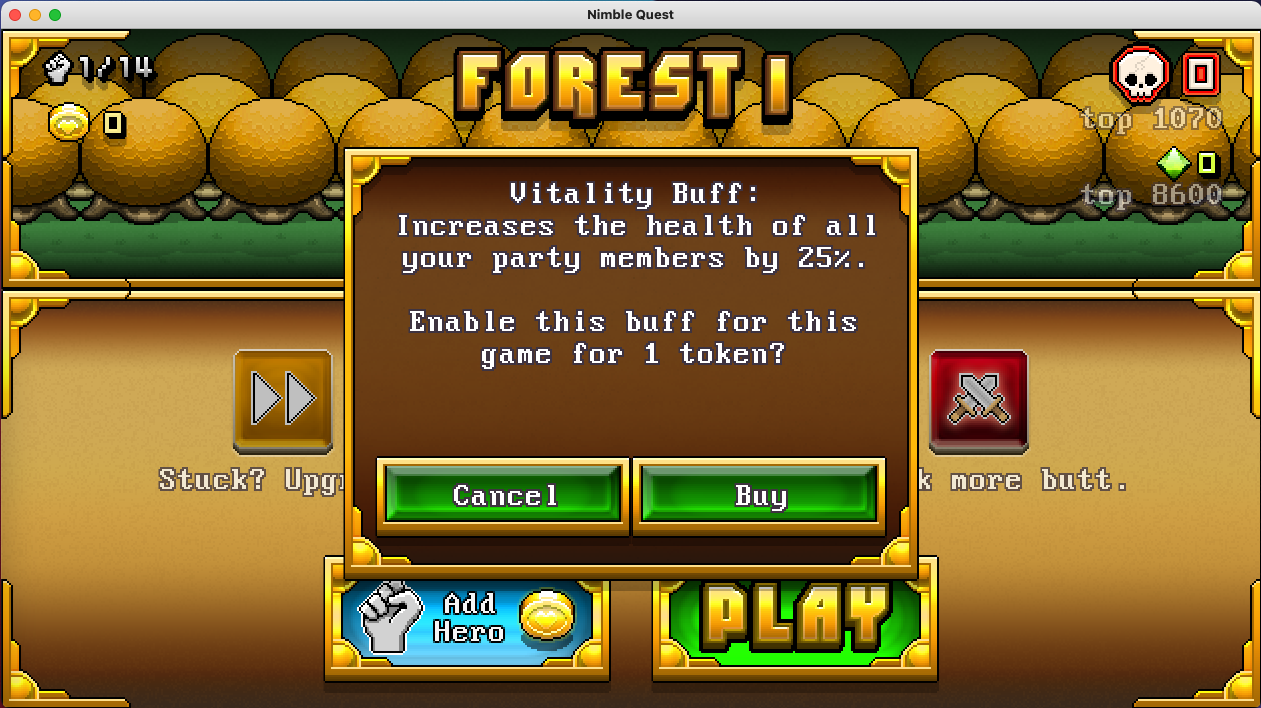 Nimble Quest
1/14
FOREST 1
0
0
top 1070
0
top 8600
Vitality Buff:
Increases the health of all
your party members by 25%.
Enable this buff for this
game for 1 token?
Cancel
Buy
Stuck?
more butt.
Add
Hero
PLAY